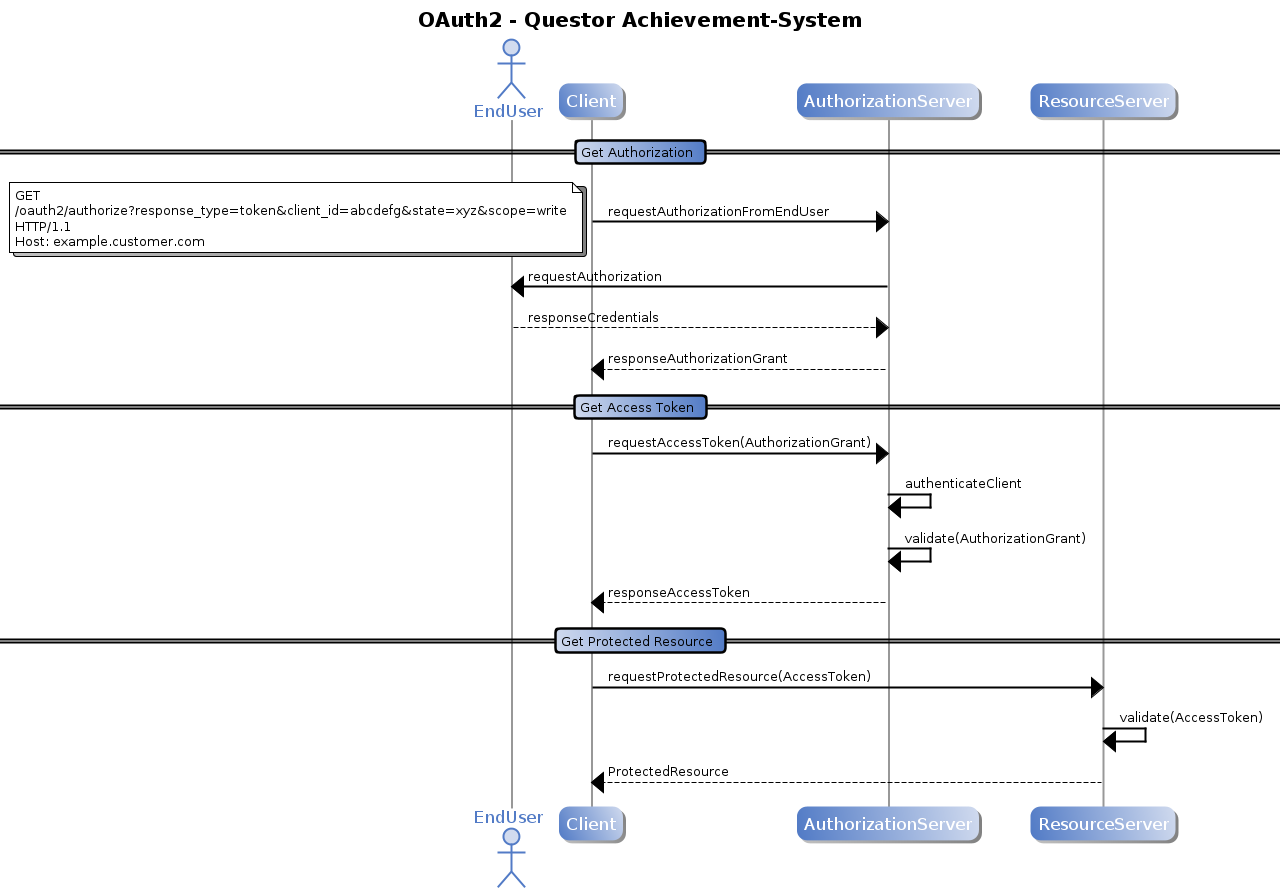 OAuth2 - Questor Achievement-System
EndUser
Client
AuthorizationServer
ResourceServer
Get Authorization
GET
/oauth2/authorize?response_type=token&client_id=abcdefg&state=xyz&scope=write
HTTP/1.1
Host: example.customer.com
requestAuthorizationFromEndUser
requestAuthorization
responseCredentials
responseAuthorizationGrant
Get Access Token
requestAccessToken(AuthorizationGrant)
authenticateClient
validate(AuthorizationGrant)
responseAccessToken
Get Protected Resource
requestProtectedResource(AccessToken)
validate(AccessToken)
ProtectedResource
EndUser
Client
AuthorizationServer
ResourceServer